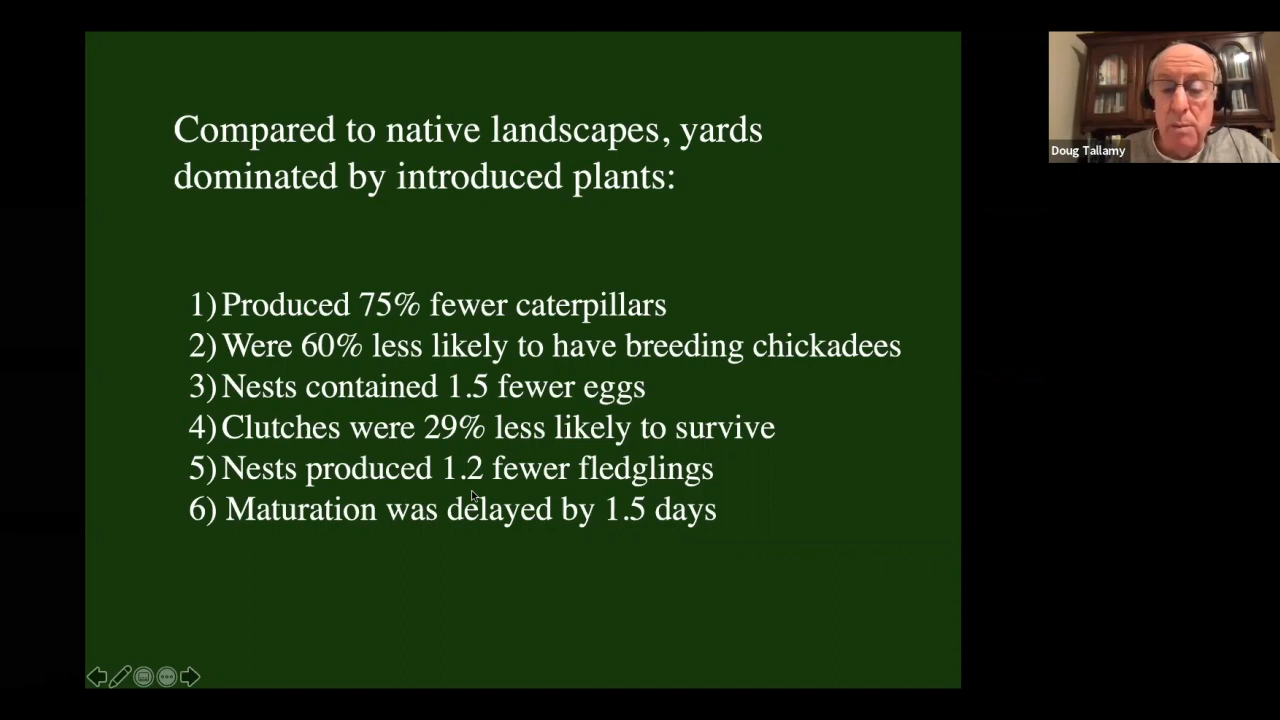 Compared to native landscapes, yards
dominated by introduced plants:
1) Produced 75% fewer caterpillars
2) Were 60% less likely to have breeding chickadees
3) Nests contained 1.5 fewer eggs
4) Clutches were 29% less likely to survive
5) Nests produced 1.2 fewer fledglings
6) Maturation was delayed by 1.5 days
Doug Tallamy